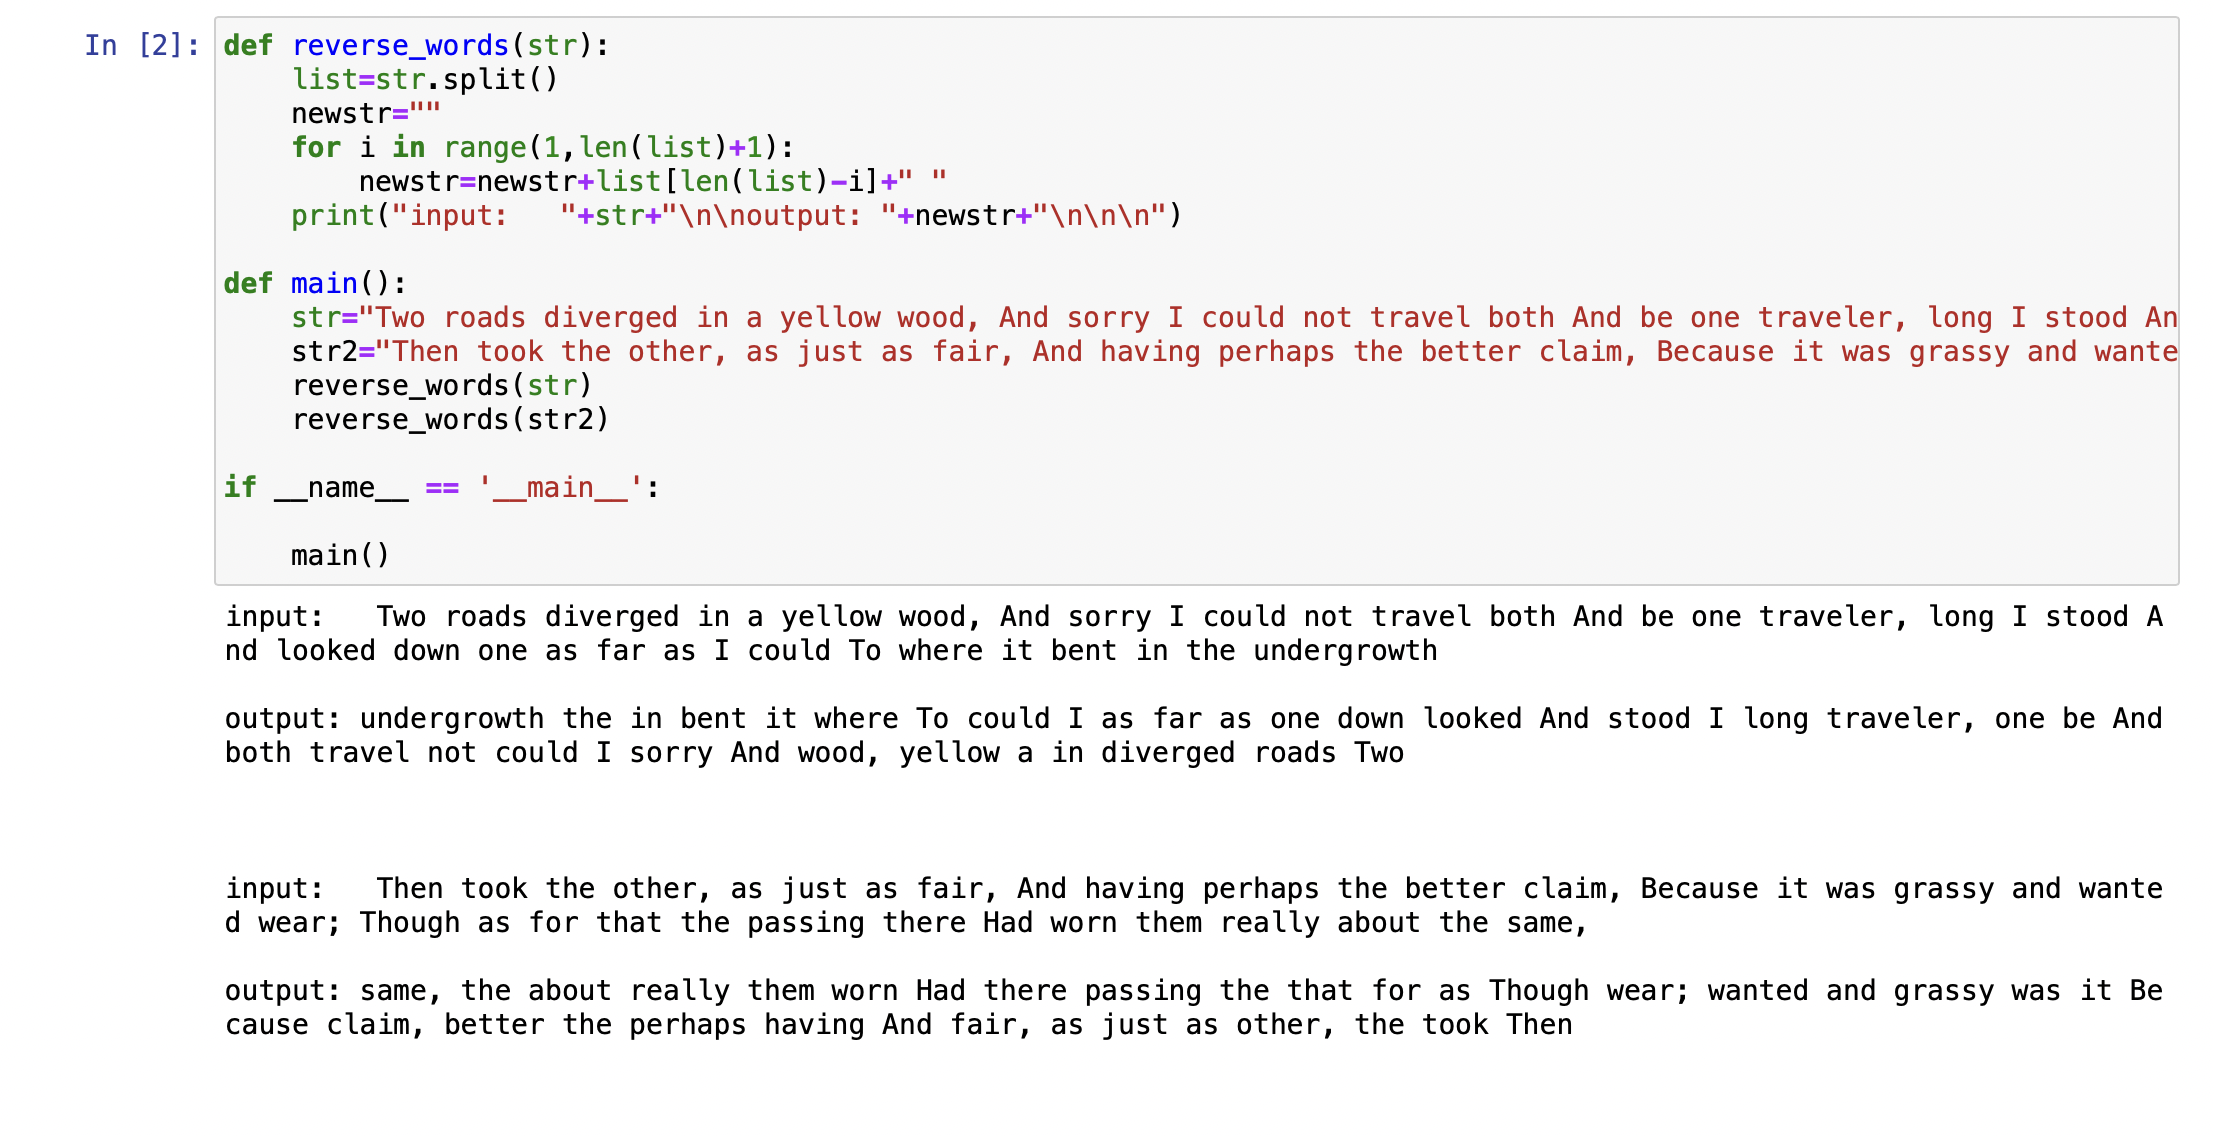 In [2]: def reverse_words(str):
    list=str.split()
    newstr=""
    for i in range(1,len(list)+1):
        newstr=newstr+list[len(list)-i]+" "
    print("input:   "+str+"\n\noutput: "+newstr+"\n\n\n")

def main():
    str="Two roads diverged in a yellow wood, And sorry I could not travel both And be one traveler, long I stood An
    str2="Then took the other, as just as fair, And having perhaps the better claim, Because it was grassy and wante
    reverse_words(str)
    reverse_words(str2)

if __name__ == '__main__':

    main()

input:   Two roads diverged in a yellow wood, And sorry I could not travel both And be one traveler, long I stood A
nd looked down one as far as I could To where it bent in the undergrowth

output: undergrowth the in bent it where To could I as far as one down looked And stood I long traveler, one be And
both travel not could I sorry And wood, yellow a in diverged roads Two

input:   Then took the other, as just as fair, And having perhaps the better claim, Because it was grassy and wante
d wear; Though as for that the passing there Had worn them really about the same,

output: same, the about really them worn Had there passing the that for as Though wear; wanted and grassy was it Be
cause claim, better the perhaps having And fair, as just as other, the took Then